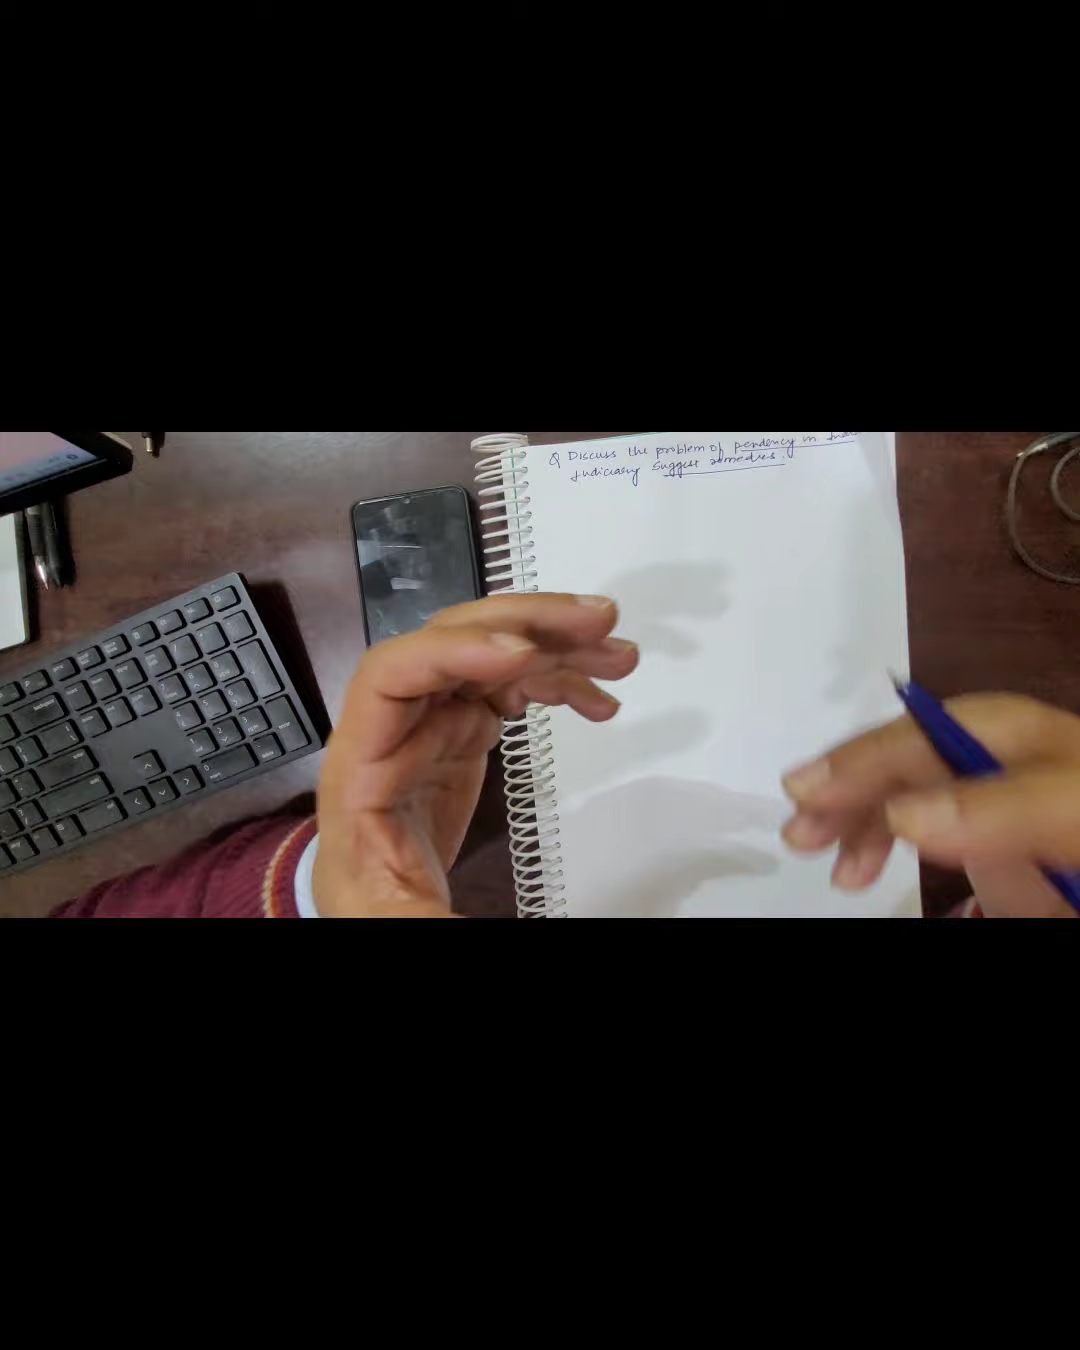 Q Discuss the problem of pendency in
Judiciary Suggest remedies.